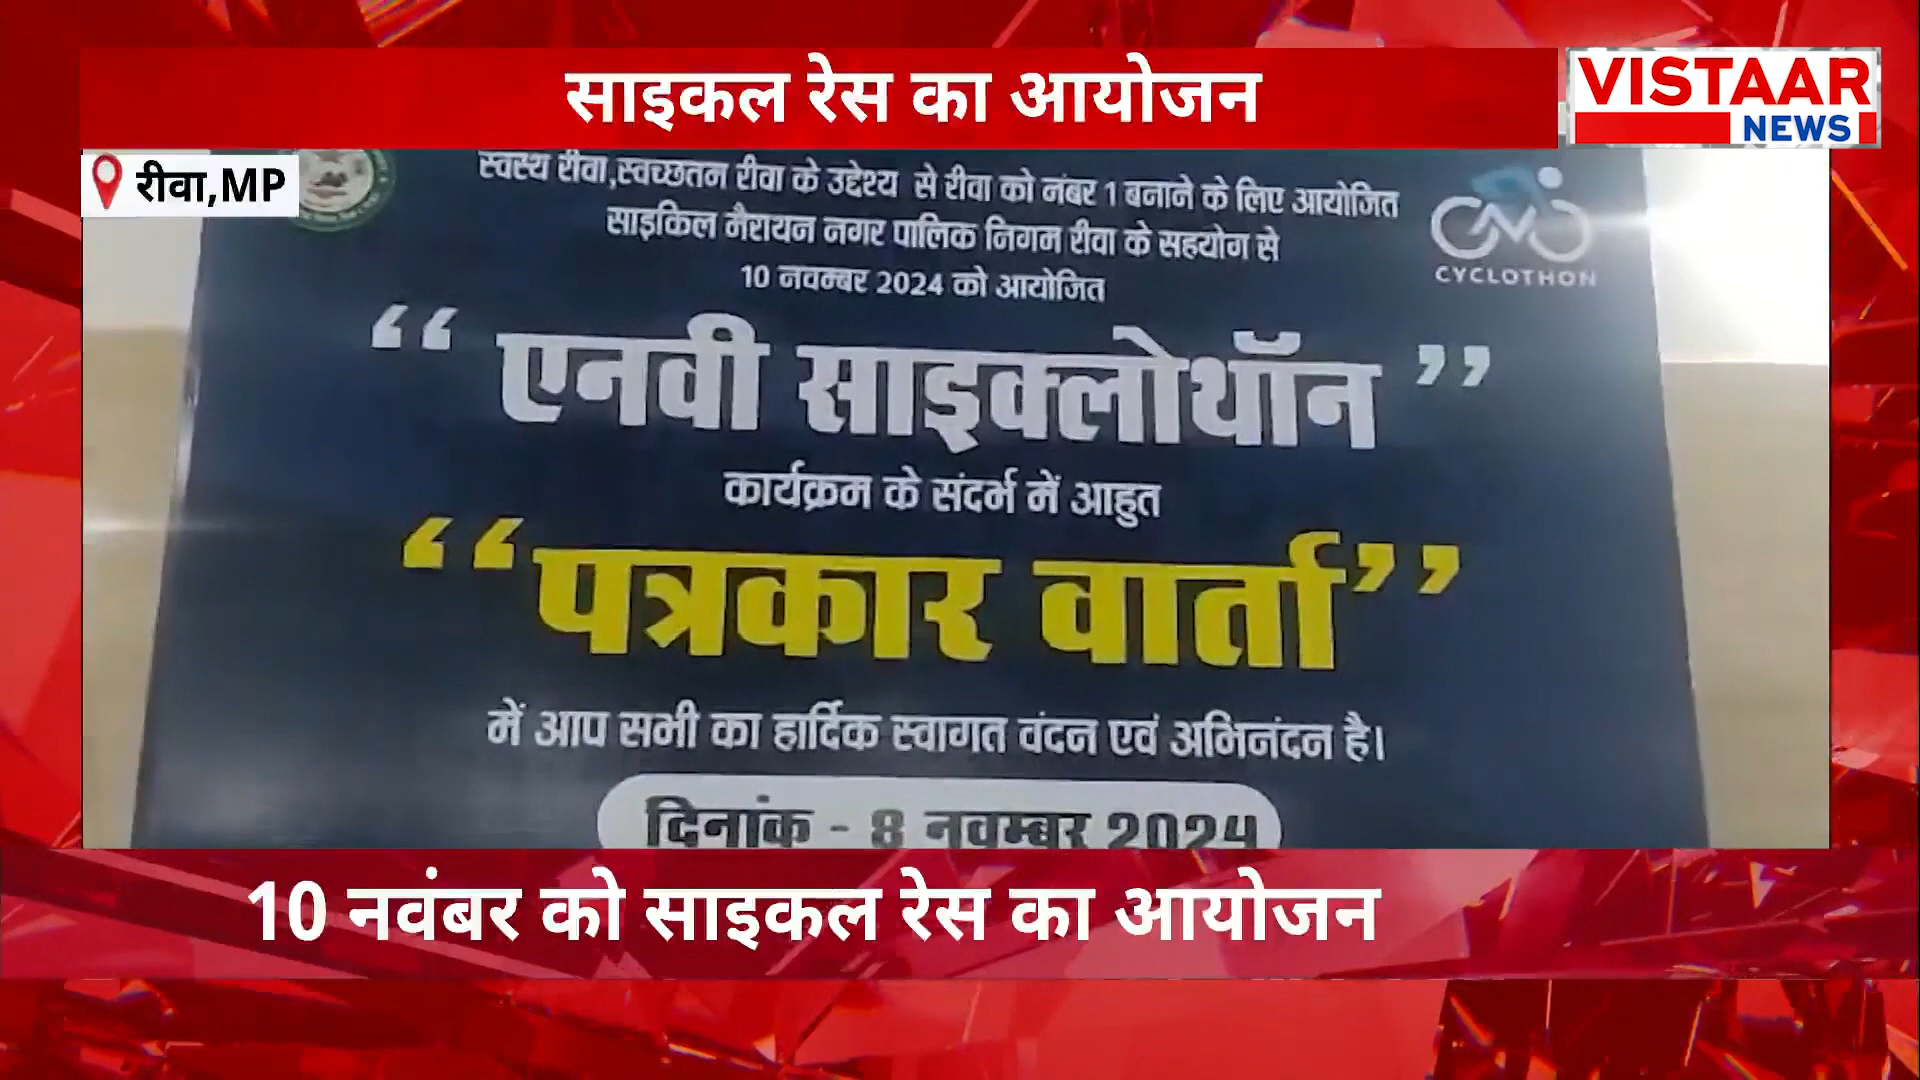 साइकल रेस का आयोजन
VISTAAR
NEWS
रीवा,MP
स्वस्थ रीवा,स्वच्छतम रीवा के उद्देश्य से रीवा को नंबर 1 बनाने के लिए आयोजित
साइकिल मैराथन नगर पालिक निगम रीवा के सहयोग से
10 नवम्बर 2024 को आयोजित
CYCLOTHON
“ एनवी साइक्लोथॉन ”
कार्यक्रम के संदर्भ में आहुत
“पत्रकार वार्ता”
में आप सभी का हार्दिक स्वागत वंदन एवं अभिनंदन है।
दिनांक - 8 नवम्बर 2024
10 नवंबर को साइकल रेस का आयोजन